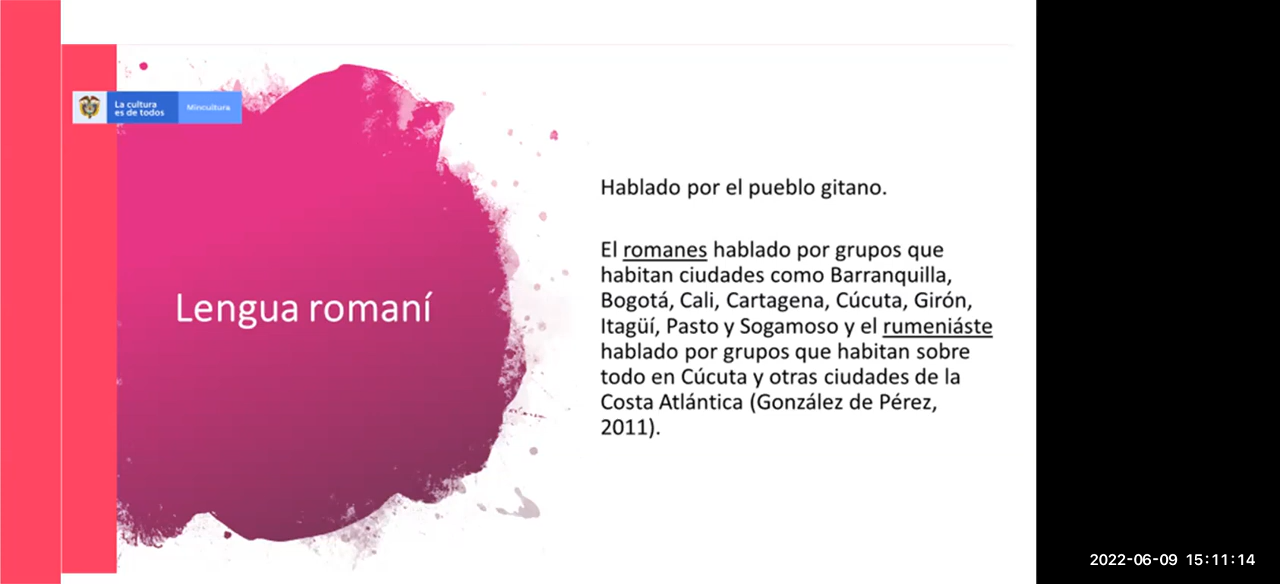 La cultura
es de todos
Mincultura
Lengua romaní
Hablado por el pueblo gitano.
El romanes hablado por grupos que
habitan ciudades como Barranquilla,
Bogotá, Cali, Cartagena, Cúcuta, Girón,
Itagüí, Pasto y Sogamoso y el rumeniáste
hablado por grupos que habitan sobre
todo en Cúcuta y otras ciudades de la
Costa Atlántica (González de Pérez,
2011).
2022-06-09 15:11:14